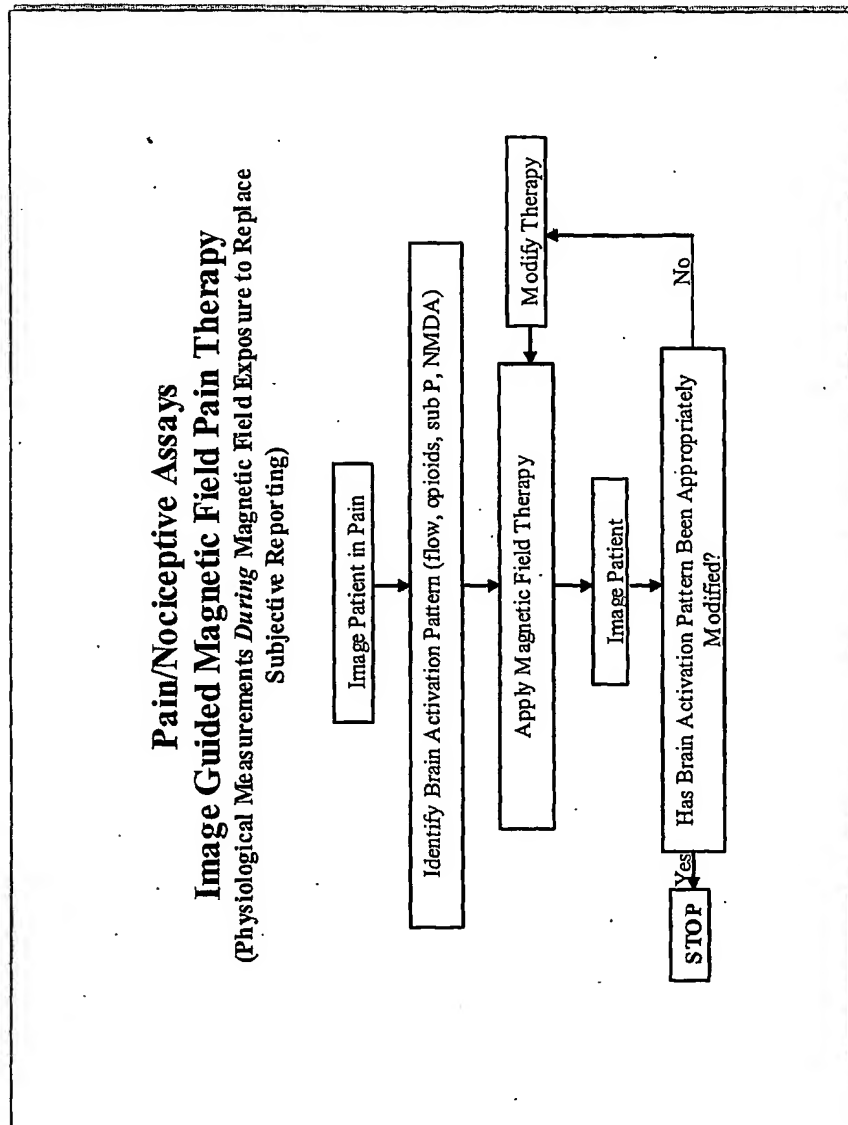 Pain/Nociceptive Assays
Image Guided Magnetic Field Pain Therapy
(Physiological Measurements During Magnetic Field Exposure to Replace
Subjective Reporting)
Image Patient in Pain
Identify Brain Activation Pattern (flow, opioids, sub P, NMDA)
Apply Magnetic Field Therapy
Modify Therapy
Image Patient
Has Brain Activation Pattern Been Appropriately
Modified?
Yes
No
STOP